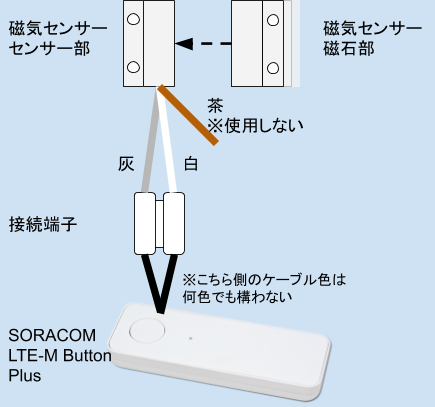 磁気センサー
センサー部
磁気センサー
磁石部
茶
※使用しない
灰
白
接続端子
※こちら側のケーブル色は
何色でも構わない
SORACOM
LTE-M Button
Plus